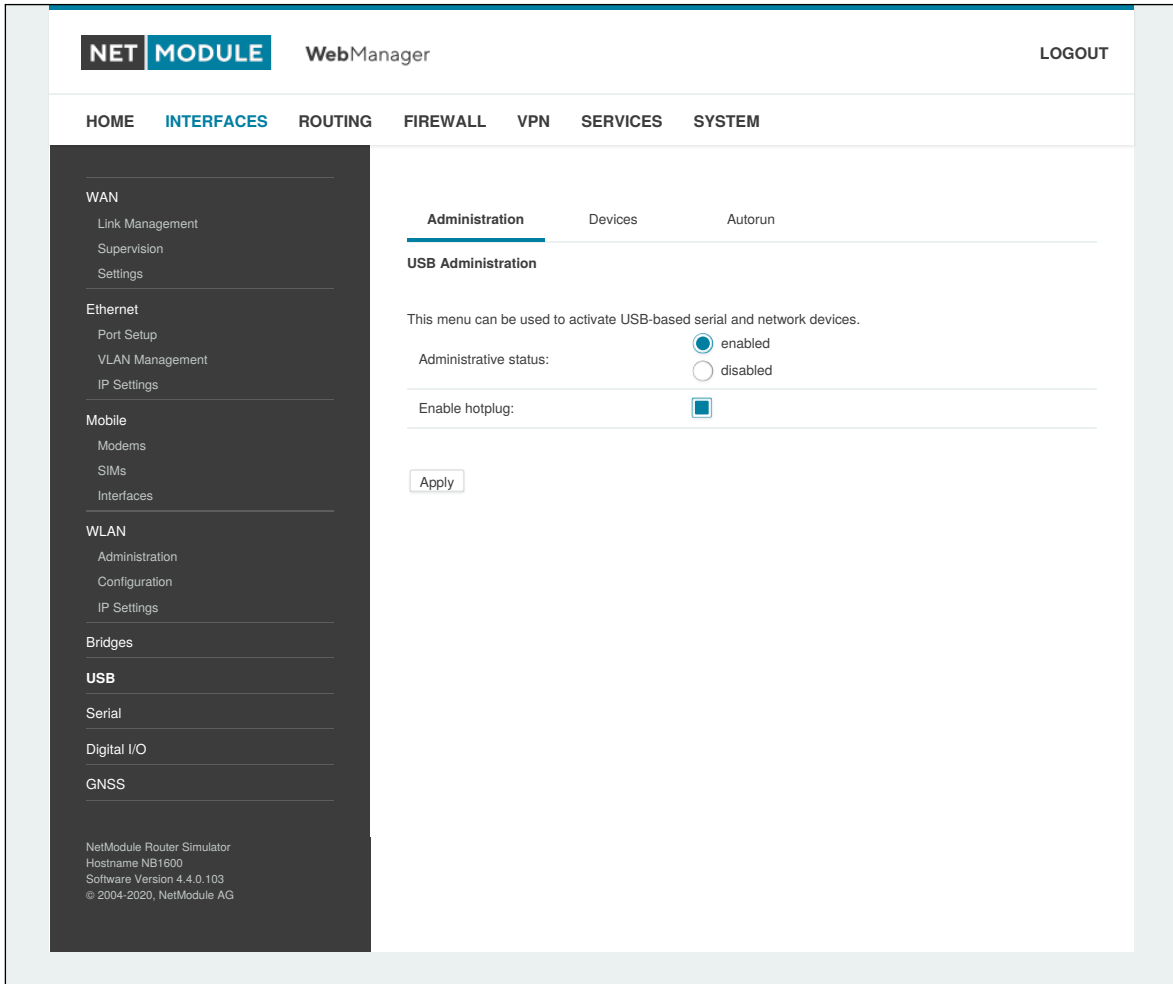 NET MODULE WebManager LOGOUT
HOME INTERFACES ROUTING FIREWALL VPN SERVICES SYSTEM
WAN
Link Management
Supervision
Settings
Ethernet
Port Setup
VLAN Management
IP Settings
Mobile
Modems
SIMs
Interfaces
WLAN
Administration
Configuration
IP Settings
Bridges
USB
Serial
Digital I/O
GNSS
NetModule Router Simulator
Hostname NB1600
Software Version 4.4.0.103
© 2004-2020, NetModule AG
Administration Devices Autorun
USB Administration
This menu can be used to activate USB-based serial and network devices.
Administrative status:
enabled
disabled
Enable hotplug:
Apply